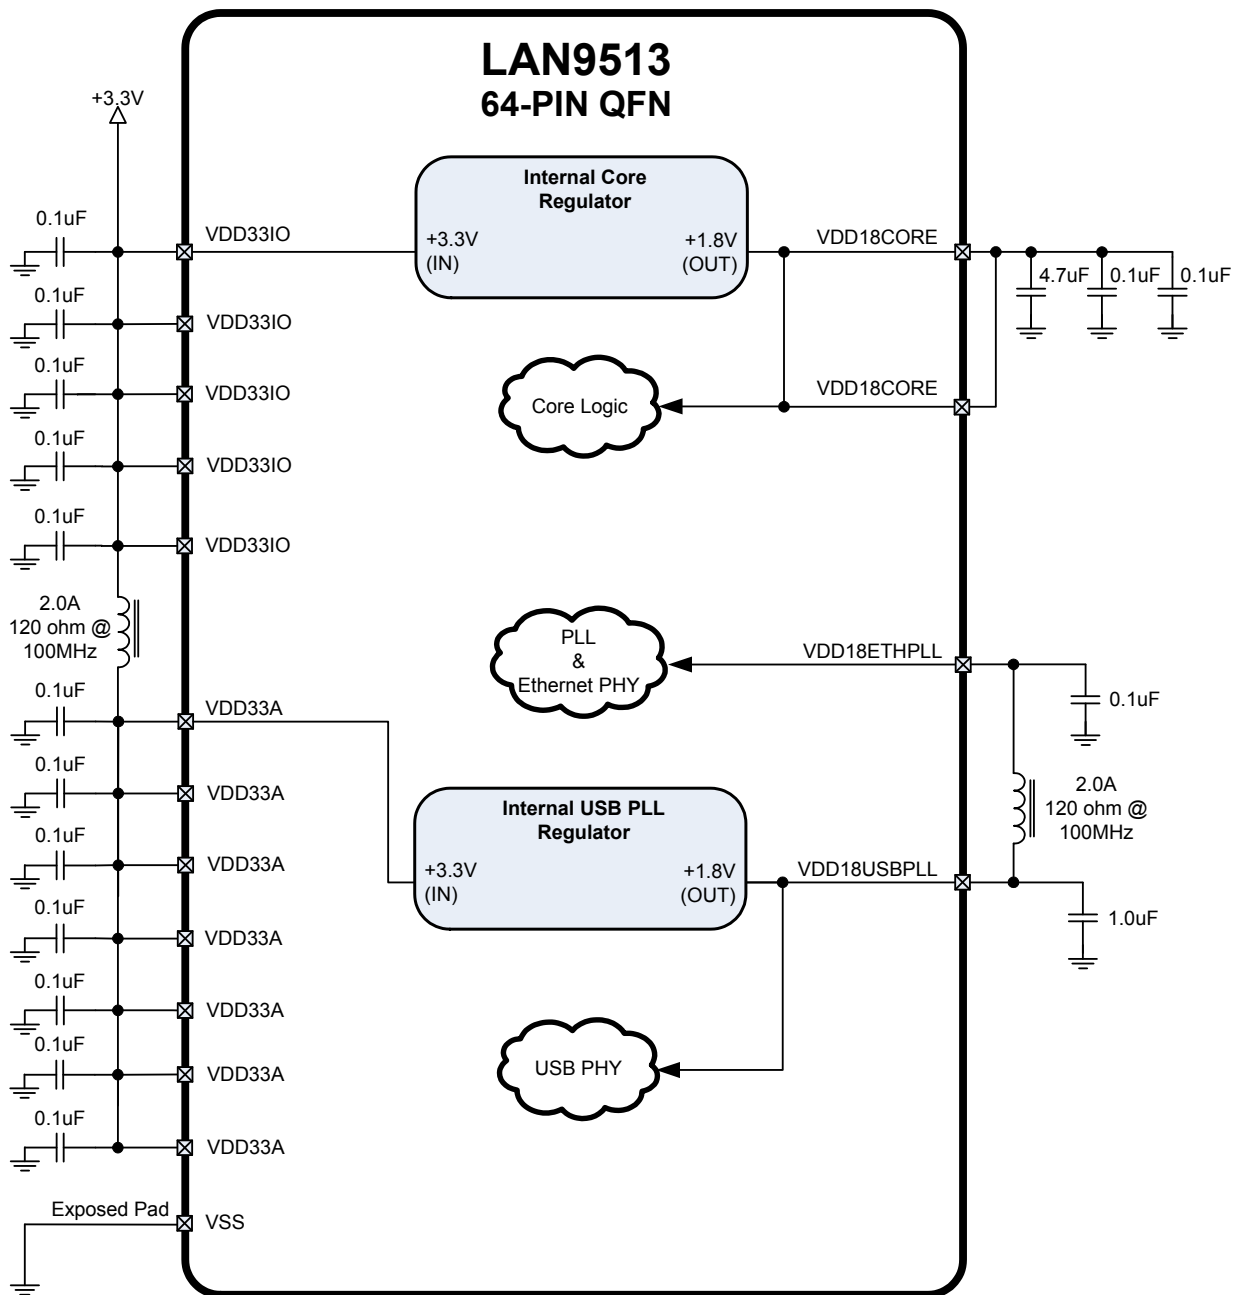 LAN9513
64-PIN QFN
+3.3V
Internal Core
Regulator
+3.3V
(IN)
+1.8V
(OUT)
0.1uF
VDD33IO
VDD18CORE
4.7uF
0.1uF
0.1uF
0.1uF
VDD33IO
0.1uF
VDD33IO
Core Logic
VDD18CORE
0.1uF
VDD33IO
0.1uF
VDD33IO
2.0A
120 ohm @
100MHz
PLL
&
Ethernet PHY
VDD18ETHPLL
0.1uF
0.1uF
VDD33A
0.1uF
VDD33A
2.0A
120 ohm @
100MHz
Internal USB PLL
Regulator
+3.3V
(IN)
+1.8V
(OUT)
VDD18USBPLL
1.0uF
0.1uF
VDD33A
0.1uF
VDD33A
0.1uF
VDD33A
0.1uF
VDD33A
USB PHY
0.1uF
VDD33A
Exposed Pad
VSS